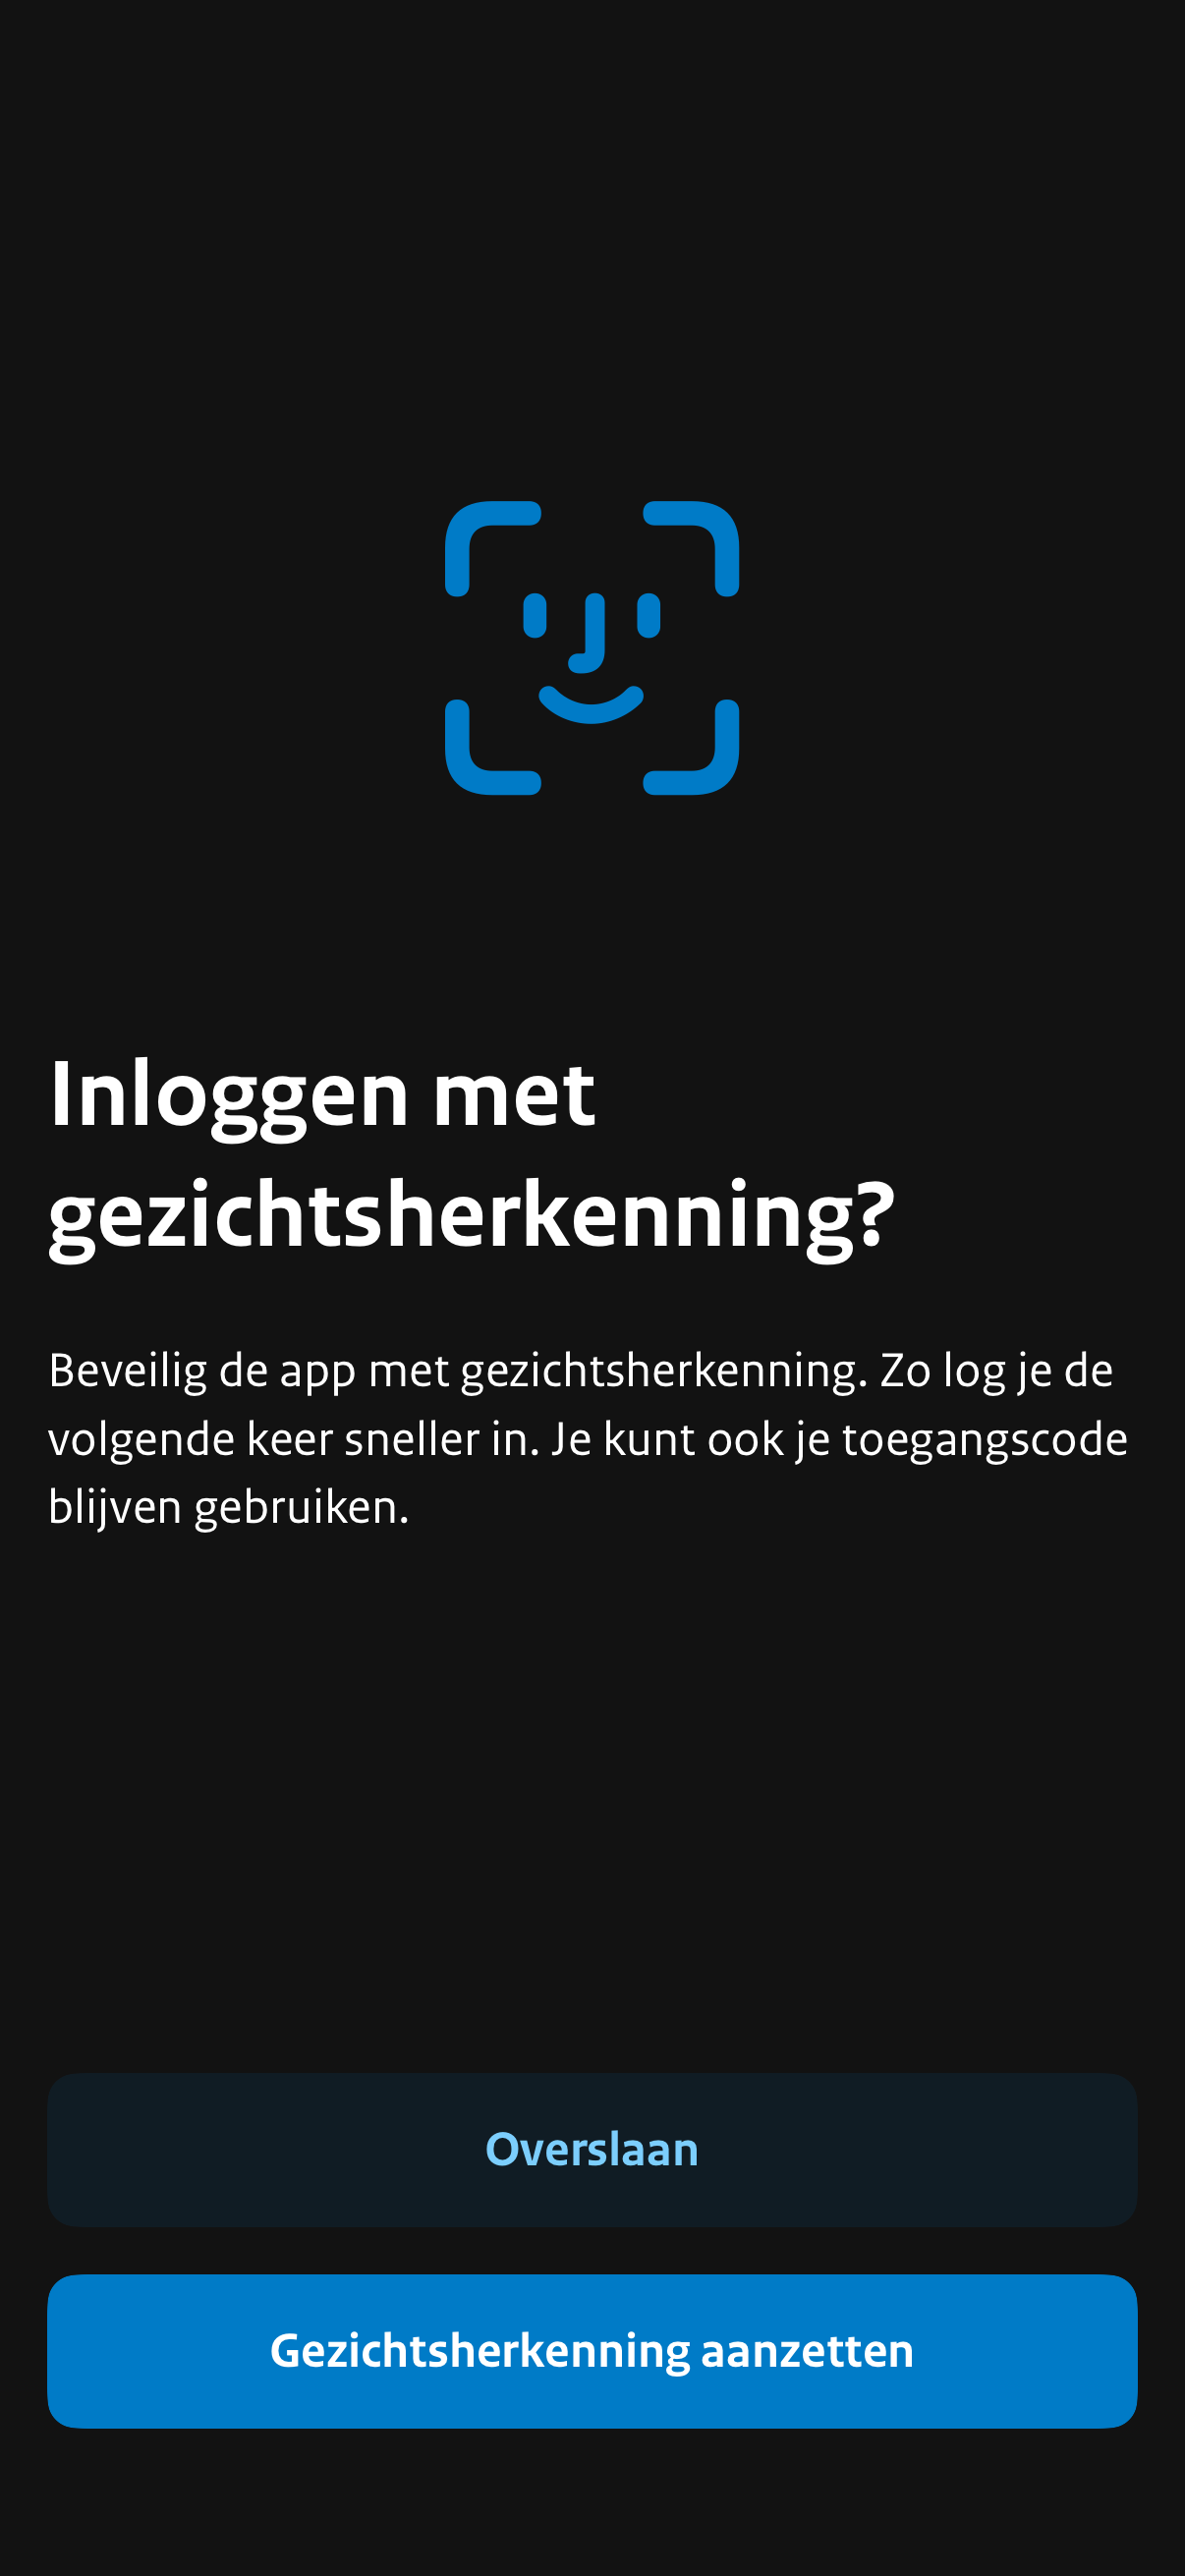 Inloggen met
gezichtsherkenning?
Beveilig de app met gezichtsherkenning. Zo log je de
volgende keer sneller in. Je kunt ook je toegangscode
blijven gebruiken.
Overslaan
Gezichtsherkenning aanzetten